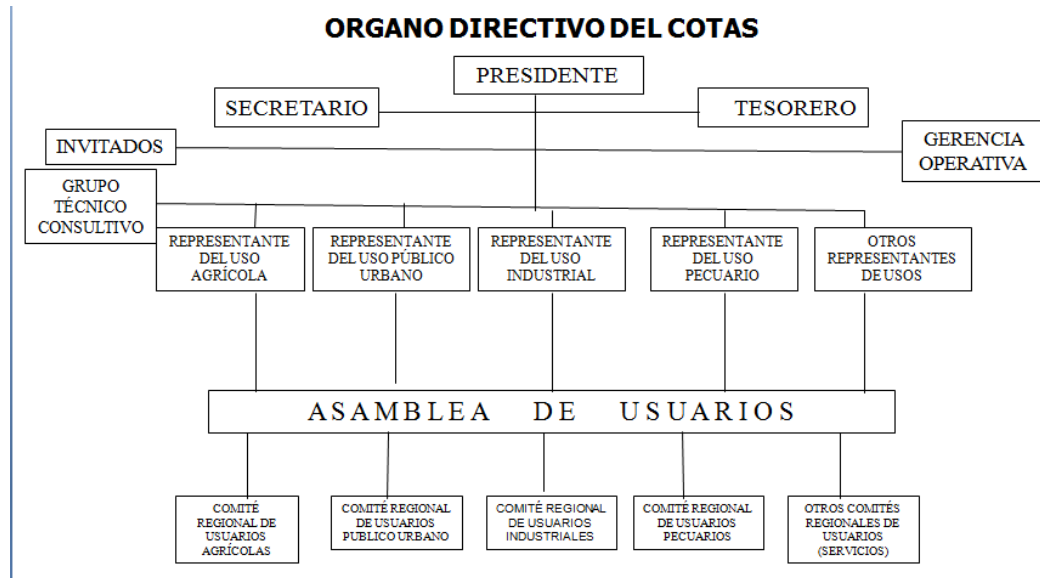 ORGANO DIRECTIVO DEL COTAS
PRESIDENTE
SECRETARIO
TESORERO
INVITADOS
GERENCIA
OPERATIVA
GRUPO
TÉCNICO
CONSULTIVO
REPRESENTANTE
DEL USO
AGRÍCOLA
REPRESENTANTE
DEL USO PÚBLICO
URBANO
REPRESENTANTE
DEL USO
INDUSTRIAL
REPRESENTANTE
DEL USO
PECUARIO
OTROS
REPRESENTANTES
DE USOS
ASAMBLEA DE USUARIOS
COMITÉ
REGIONAL DE
USUARIOS
AGRÍCOLAS
COMITÉ REGIONAL
DE USUARIOS
PUBLICO URBANO
COMITÉ REGIONAL
DE USUARIOS
INDUSTRIALES
COMITÉ REGIONAL
DE USUARIOS
PECUARIOS
OTROS COMITÉS
REGIONALES DE
USUARIOS
(SERVICIOS)